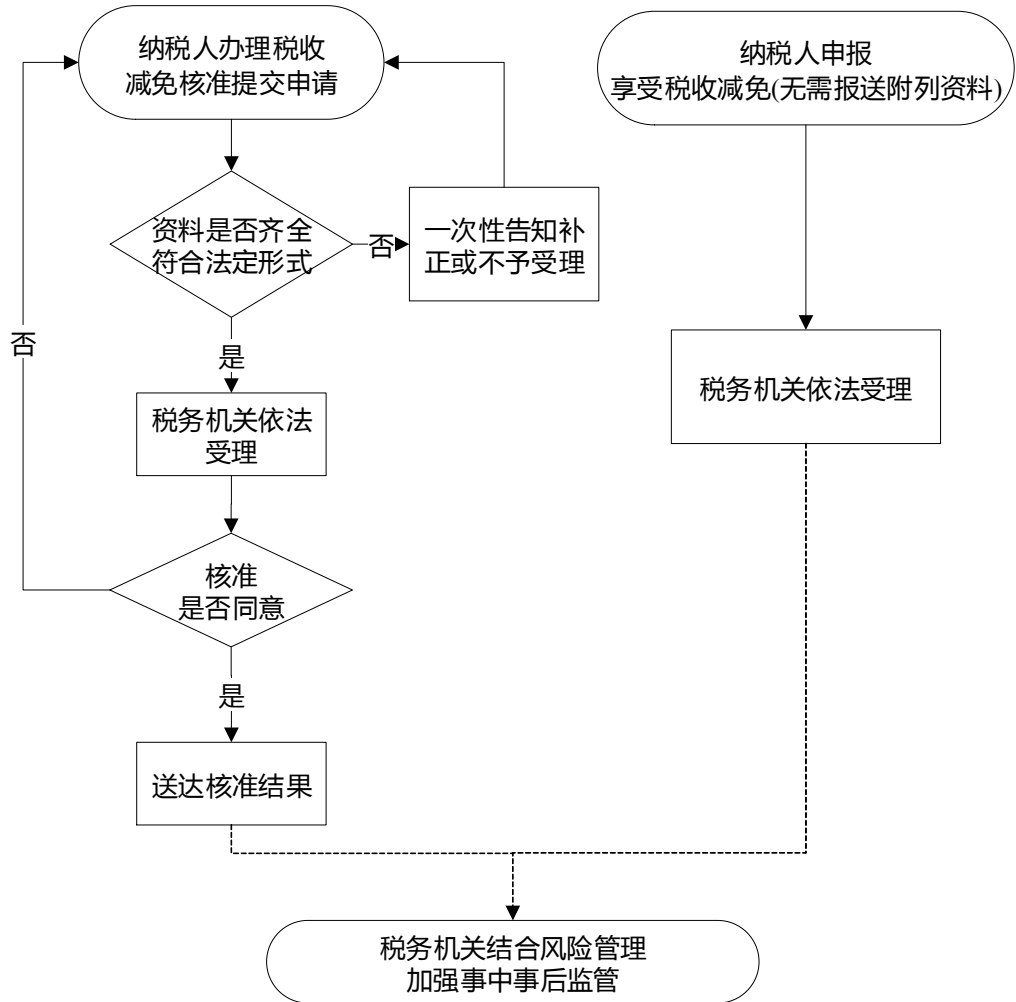 纳税人办理税收
减免核准提交申请
纳税人申报
享受税收减免(无需报送附列资料)
资料是否齐全
符合法定形式
否
一次性告知补
正或不予受理
否
是
税务机关依法
受理
税务机关依法受理
核准
是否同意
是
送达核准结果
税务机关结合风险管理
加强事中事后监管